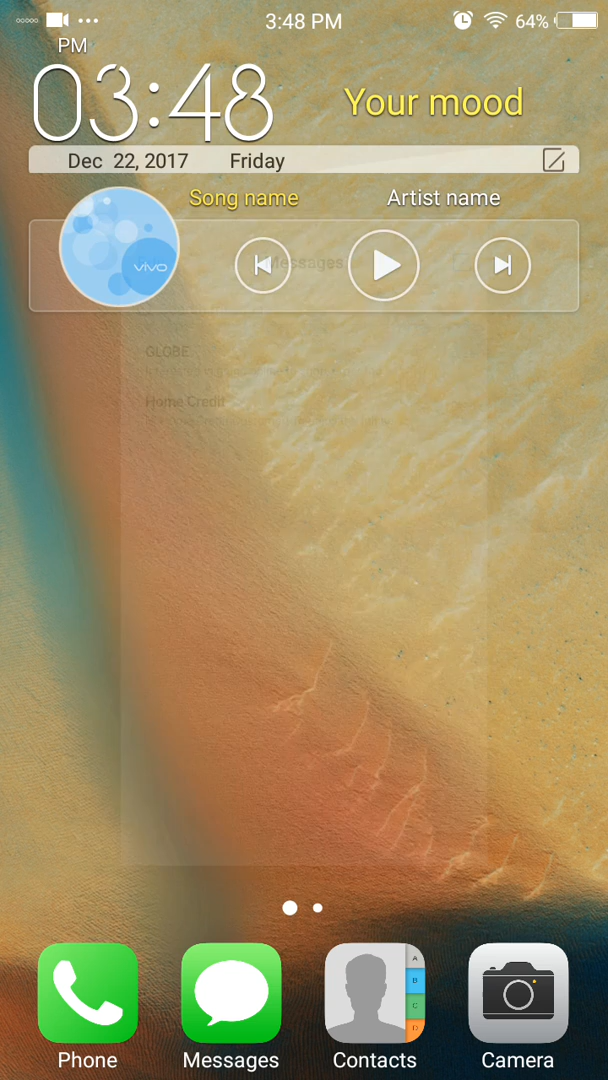 3:48 PM 64%
PM
03:48
Your mood
Dec 22, 2017 Friday
Song name Artist name
vivo
Messages
GLOBE
Home Credit
A
B
C
D
Phone Messages Contacts Camera